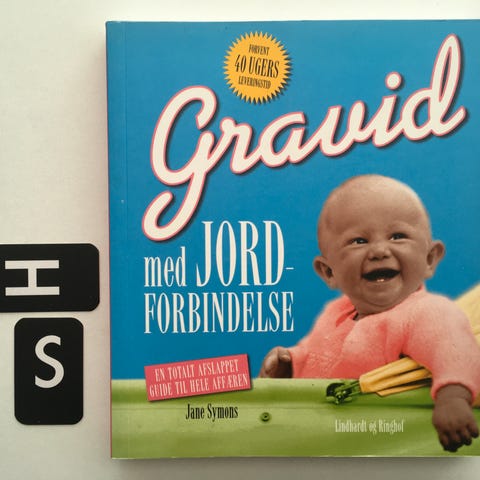 FORVENT
40 UGERS
LEVERINGSTID
Gravid
med JORD-
FORBINDELSE
EN TOTALT AFSLAPPET
GUIDE TIL HELE AFFÆREN
Jane Symons
Lindhardt og Ringhof
H
S